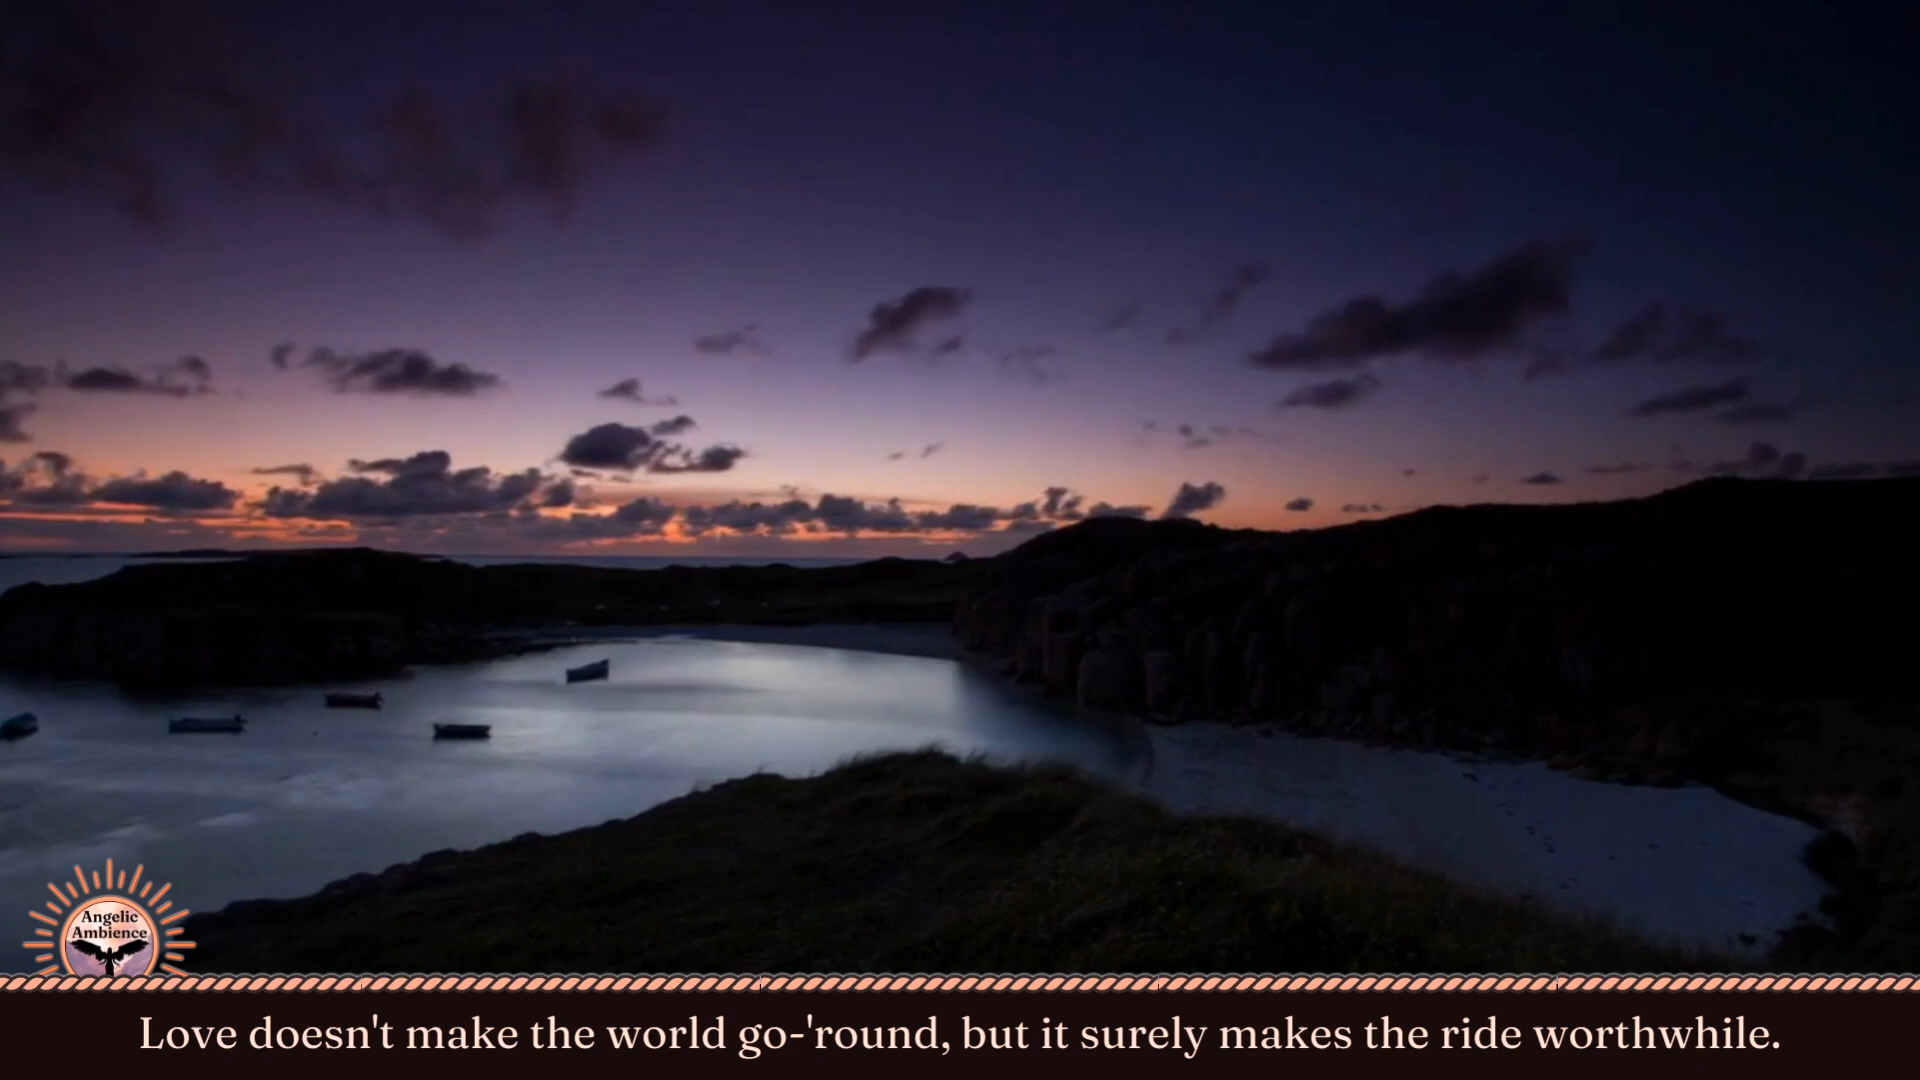 Angelic
Ambience
Love doesn't make the world go-'round, but it surely makes the ride worthwhile.